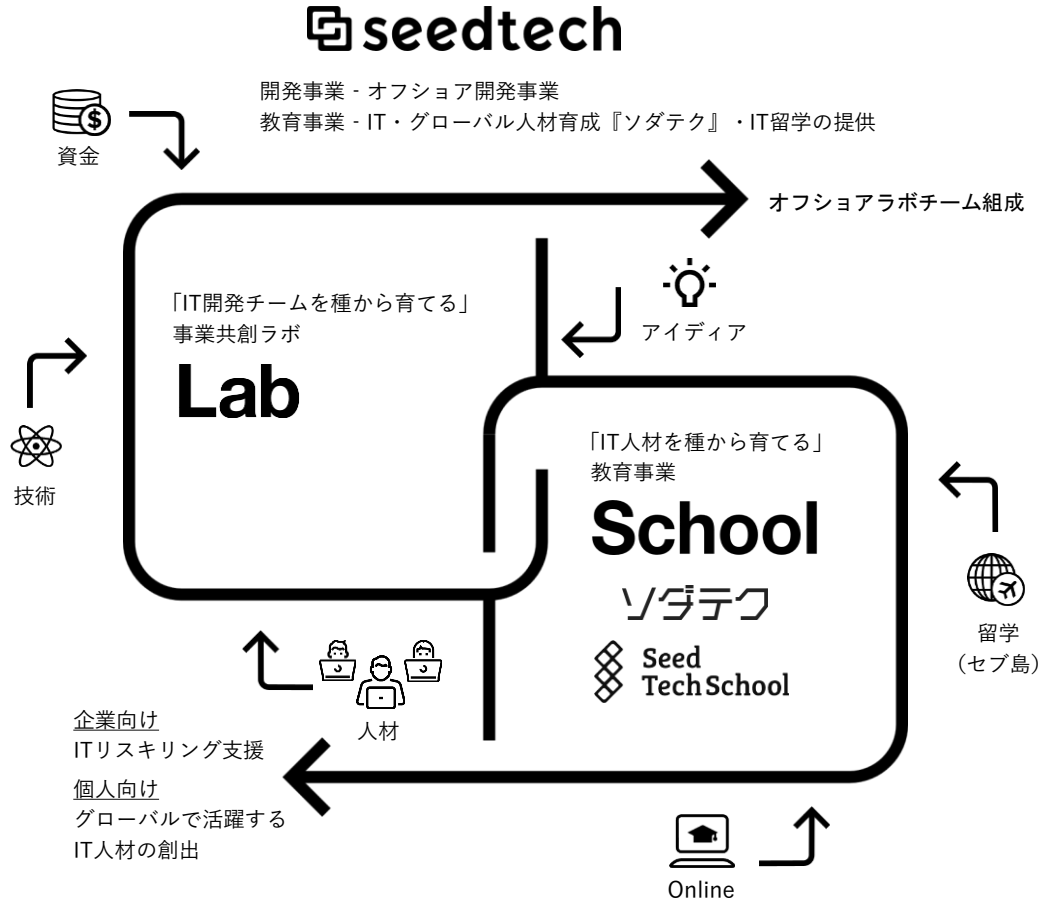 seedtech
開発事業 - オフショア開発事業
教育事業 - IT・グローバル人材育成『ソダテク』・IT留学の提供
資金
オフショアラボチーム組成
「IT開発チームを種から育てる」
事業共創ラボ
Lab
アイディア
技術
「IT人材を種から育てる」
教育事業
School
ソダテク
Seed
Tech School
留学
（セブ島）
人材
企業向け
ITリスキリング支援
個人向け
グローバルで活躍する
IT人材の創出
Online